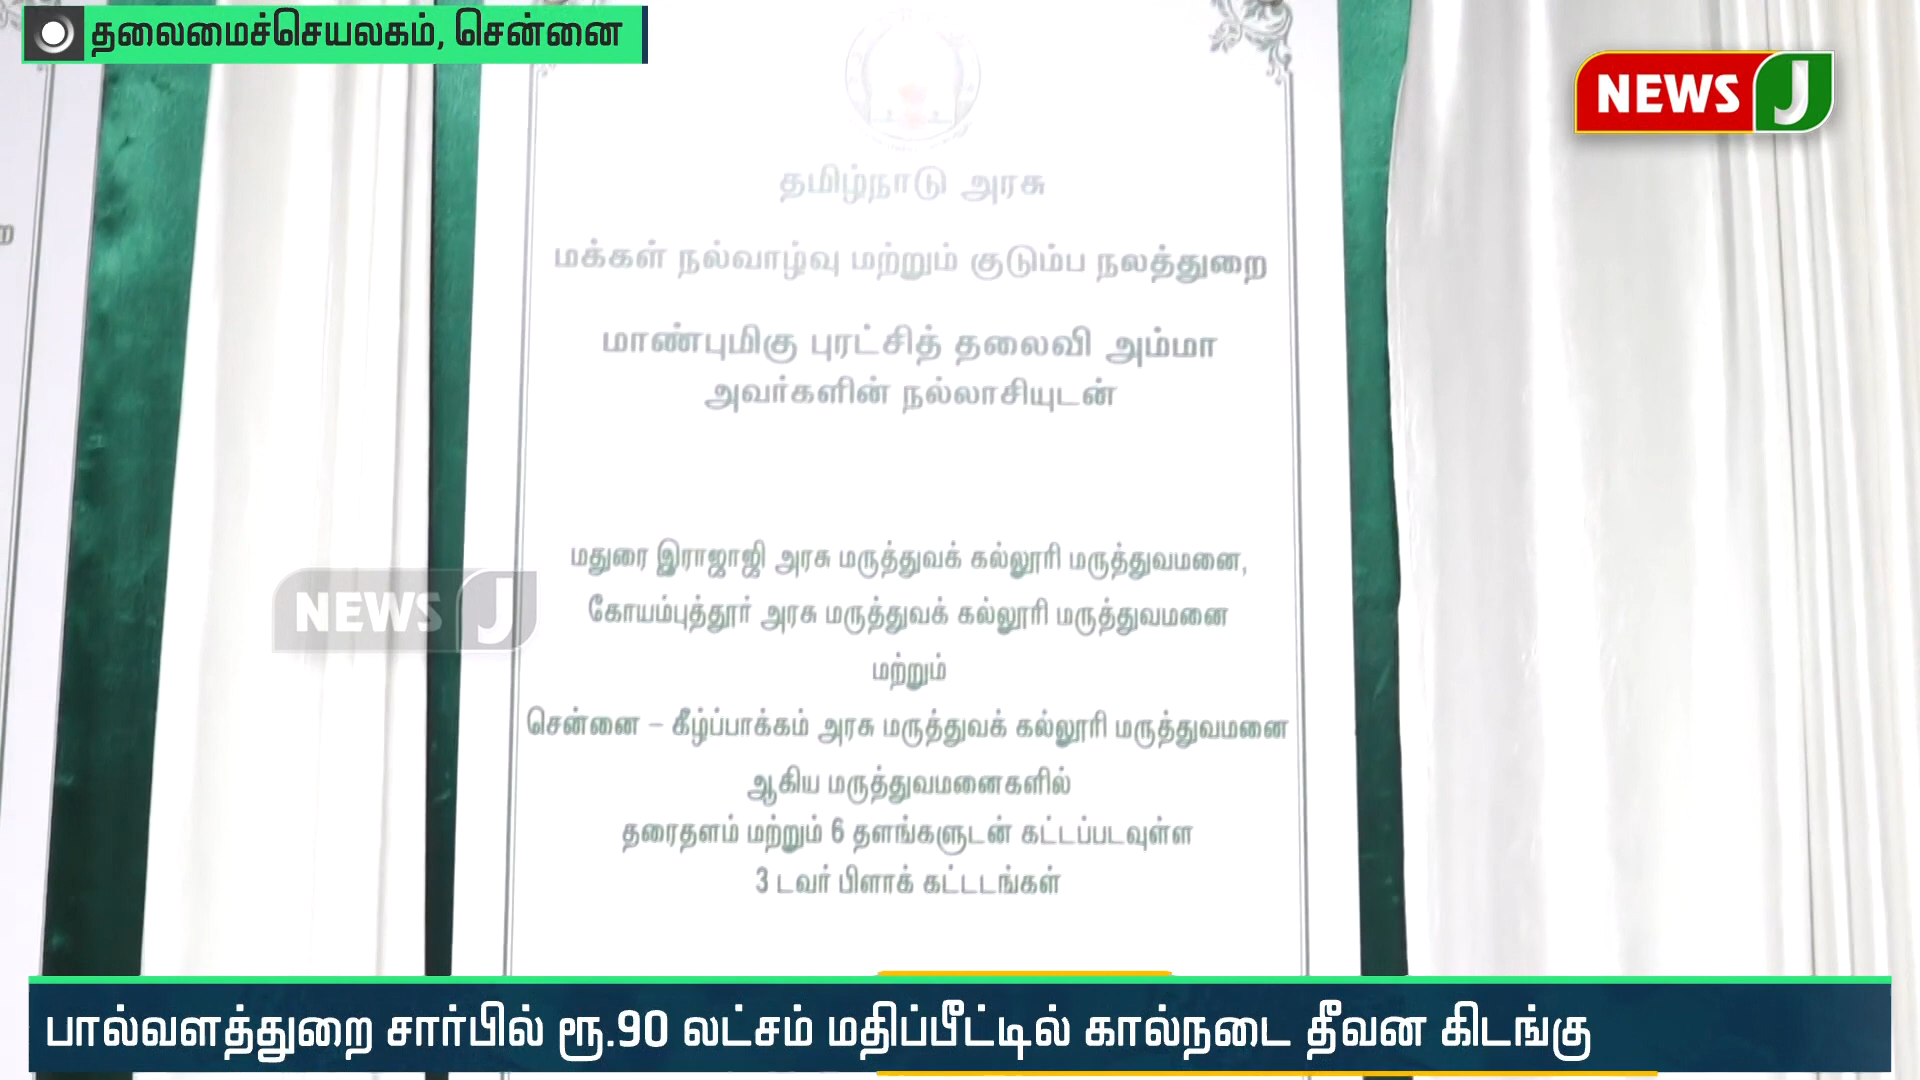 தலைமைச்செயலகம், சென்னை
NEWS J
தமிழ்நாடு அரசு
மக்கள் நல்வாழ்வு மற்றும் குடும்ப நலத்துறை
மாண்புமிகு புரட்சித் தலைவி அம்மா
அவர்களின் நல்லாசியுடன்
மதுரை இராஜாஜி அரசு மருத்துவக் கல்லூரி மருத்துவமனை,
கோயம்புத்தூர் அரசு மருத்துவக் கல்லூரி மருத்துவமனை
மற்றும்
NEWS J
சென்னை – கீழ்ப்பாக்கம் அரசு மருத்துவக் கல்லூரி மருத்துவமனை
ஆகிய மருத்துவமனைகளில்
தரைதளம் மற்றும் 6 தளங்களுடன் கட்டப்படவுள்ள
3 டவர் பிளாக் கட்டடங்கள்
பால்வளத்துறை சார்பில் ரூ.90 லட்சம் மதிப்பீட்டில் கால்நடை தீவன கிடங்கு